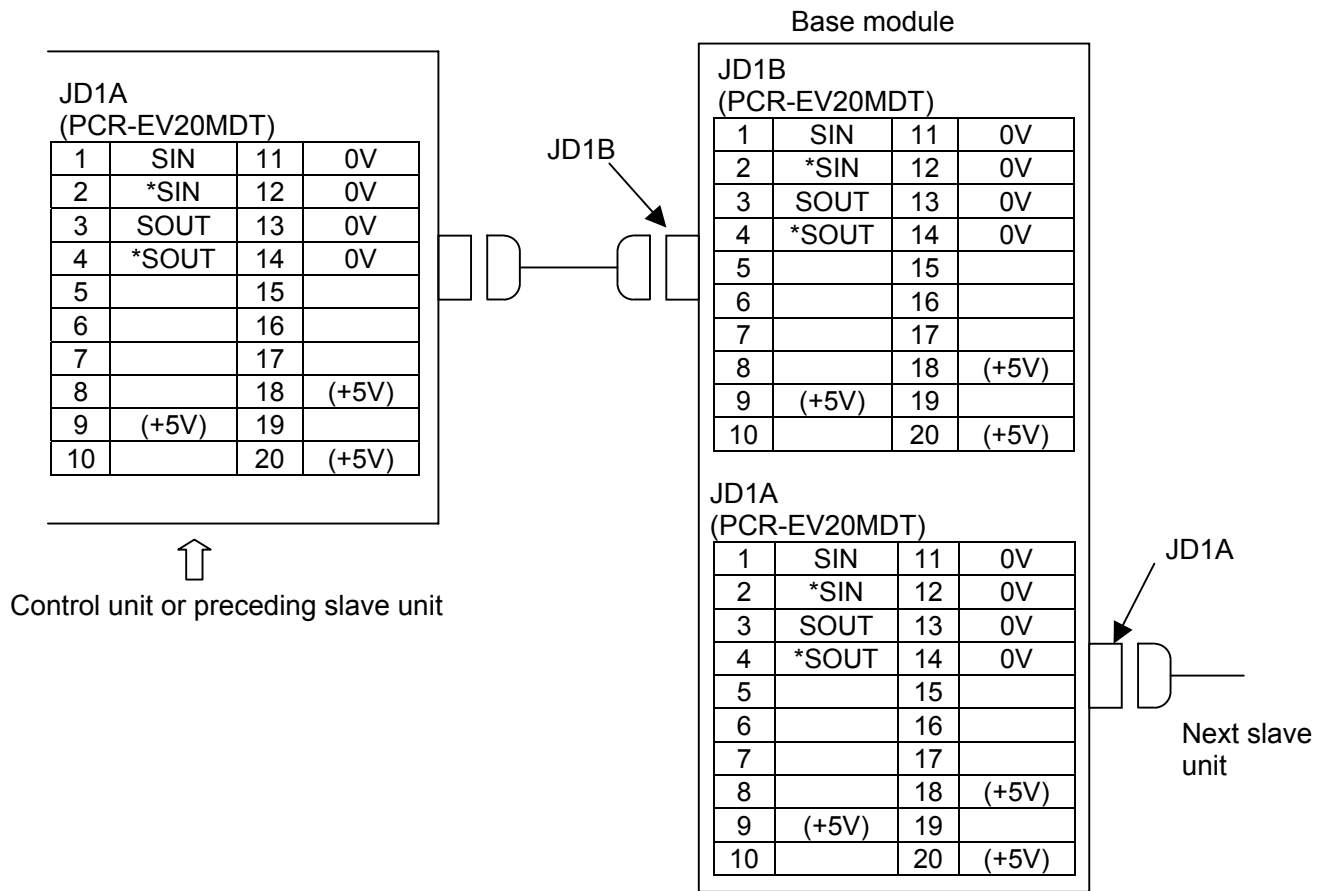 Base module
JD1A
(PCR-EV20MDT)
1 SIN 11 0V
2 *SIN 12 0V
3 SOUT 13 0V
4 *SOUT 14 0V
5 15
6 16
7 17
8 18 (+5V)
9 (+5V) 19
10 20 (+5V)
Control unit or preceding slave unit
JD1B
JD1B
(PCR-EV20MDT)
1 SIN 11 0V
2 *SIN 12 0V
3 SOUT 13 0V
4 *SOUT 14 0V
5 15
6 16
7 17
8 18 (+5V)
9 (+5V) 19
10 20 (+5V)
JD1A
(PCR-EV20MDT)
1 SIN 11 0V
2 *SIN 12 0V
3 SOUT 13 0V
4 *SOUT 14 0V
5 15
6 16
7 17
8 18 (+5V)
9 (+5V) 19
10 20 (+5V)
JD1A
Next slave
unit